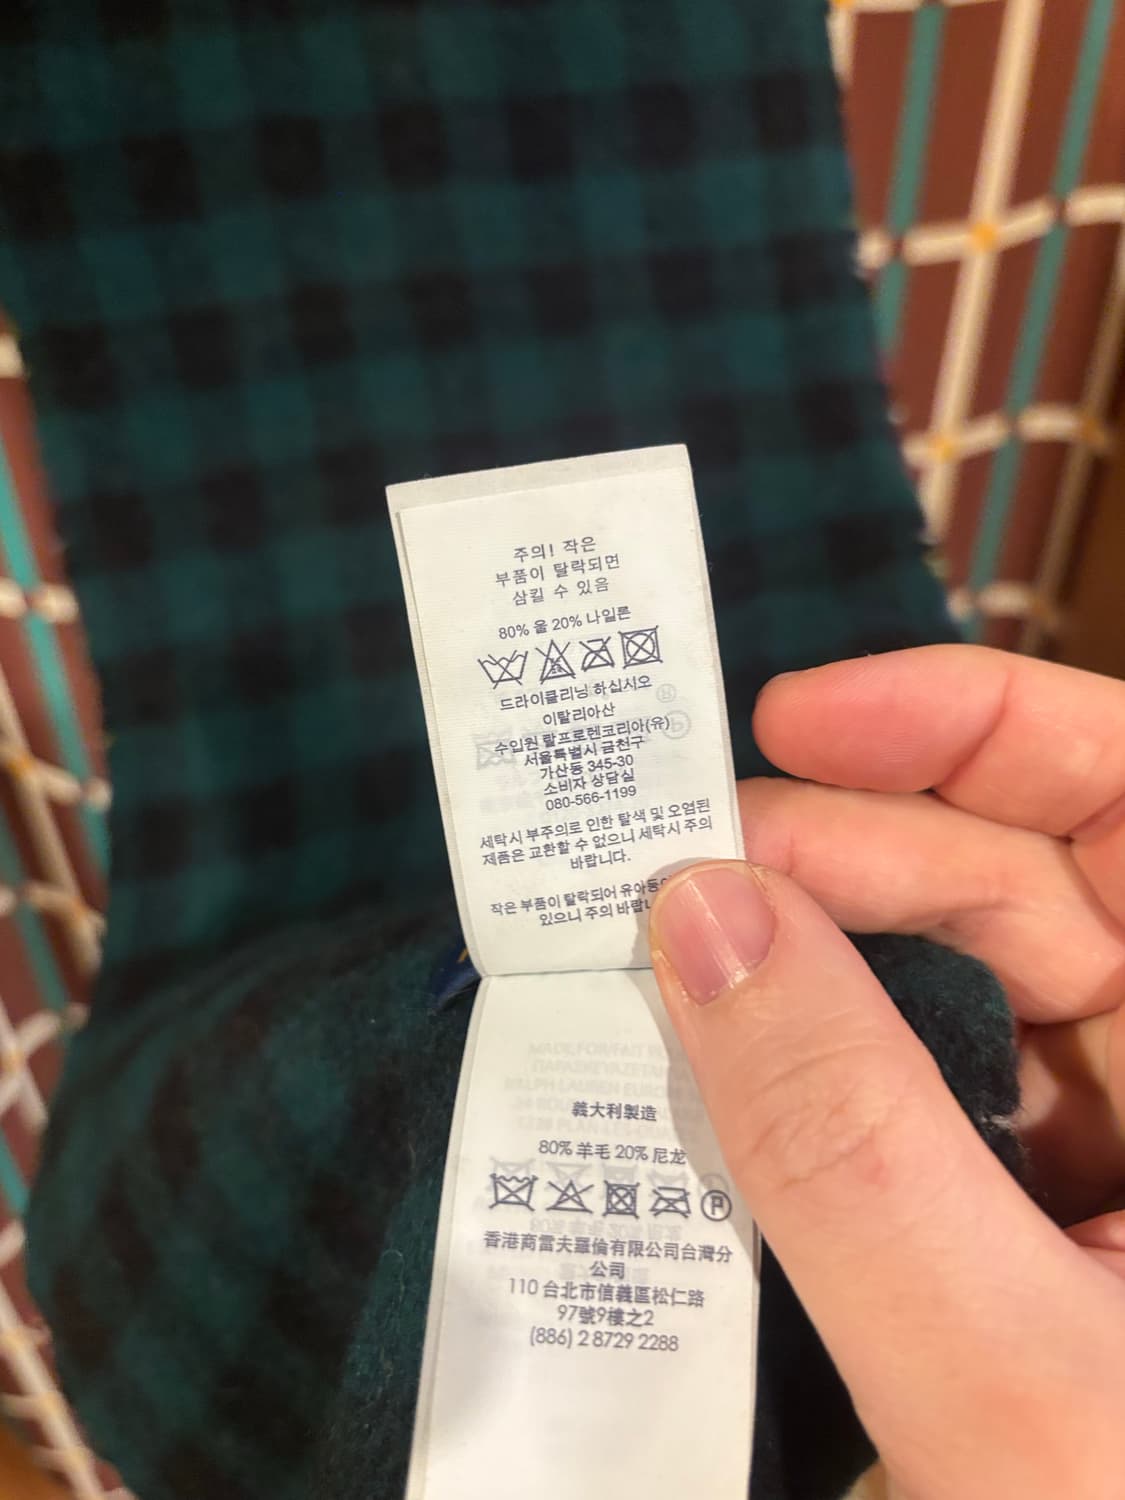 주의! 작은
부품이 탈락되면
삼킬 수 있음
80% 울 20% 나일론
드라이클리닝 하십시오
이탈리아산
수입원 랄프로렌코리아(유)
서울특별시 금천구
가산동 345-30
소비자 상담실
080-566-1199
세탁시 부주의로 인한 탈색 및 오염된
제품은 교환할 수 없으니 세탁시 주의
바랍니다.
작은 부품이 탈락되어 유아동이
있으니 주의 바랍니
義大利製造
80% 羊毛 20% 尼龙
P
香港商雷夫羅倫有限公司台灣分
公司
110 台北市信義區松仁路
97號9樓之2
(886) 2 8729 2288